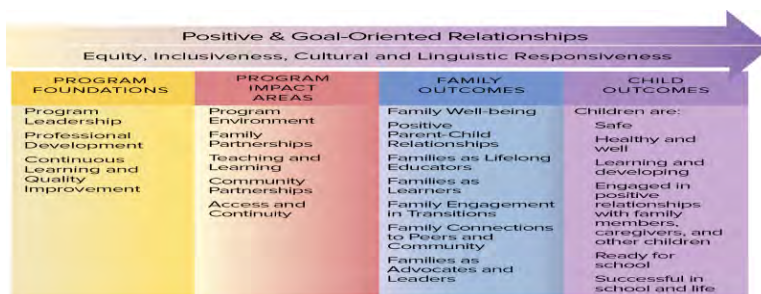 Positive & Goal-Oriented Relationships
Equity, Inclusiveness, Cultural and Linguistic Responsiveness
PROGRAM
FOUNDATIONS
Program
Leadership
Professional
Development
Continuous
Learning and
Quality
Improvement
PROGRAM
IMPACT
AREAS
Program
Environment
Family
Partnerships
Teaching and
Learning
Community
Partnerships
Access and
Continuity
FAMILY
OUTCOMES
Family Well-being
Positive
Parent-Child
Relationships
Families as Lifelong
Educators
Families as
Learners
Family Engagement
in Transitions
Family Connections
to Peers and
Community
Families as
Advocates and
Leaders
CHILD
OUTCOMES
Children are:
Safe
Healthy and
well
Learning and
developing
Engaged in
positive
relationships
with family
members,
caregivers, and
other children
Ready for
school
Successful in
school and life